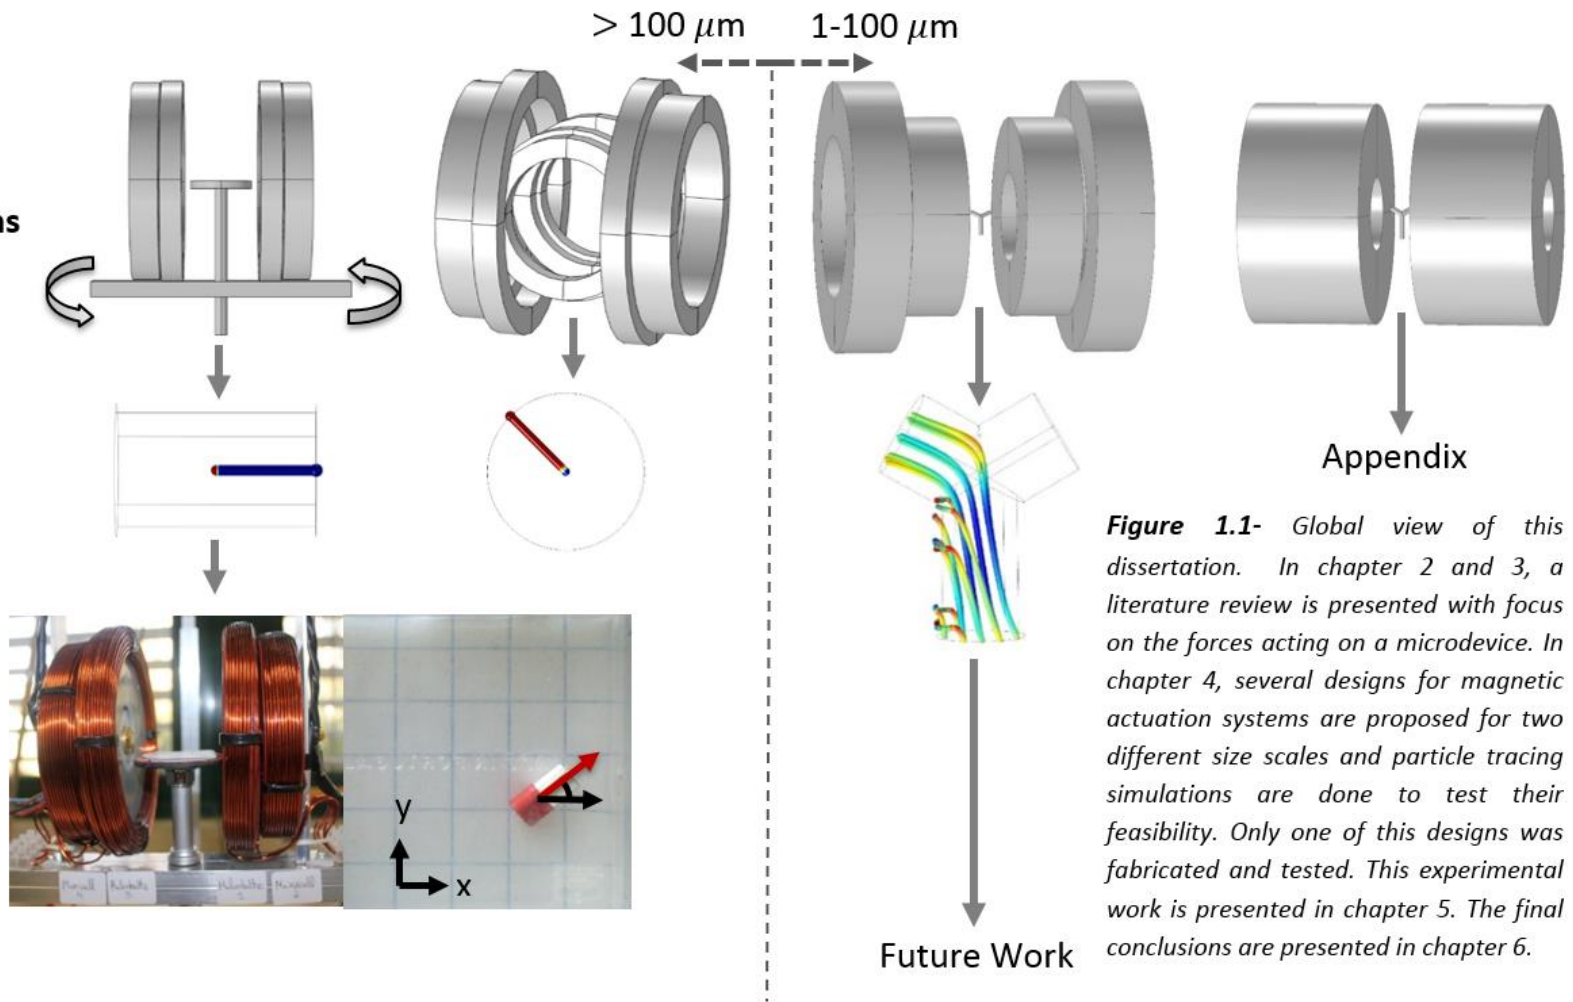 > 100 μm 1-100 μm
ns
Appendix
Figure 1.1- Global view of this
dissertation. In chapter 2 and 3, a
literature review is presented with focus
on the forces acting on a microdevice. In
chapter 4, several designs for magnetic
actuation systems are proposed for two
different size scales and particle tracing
simulations are done to test their
feasibility. Only one of this designs was
fabricated and tested. This experimental
work is presented in chapter 5. The final
conclusions are presented in chapter 6.
y
x
Maxwell
Helmholtz
Helmholtz
Maxwell
Future Work